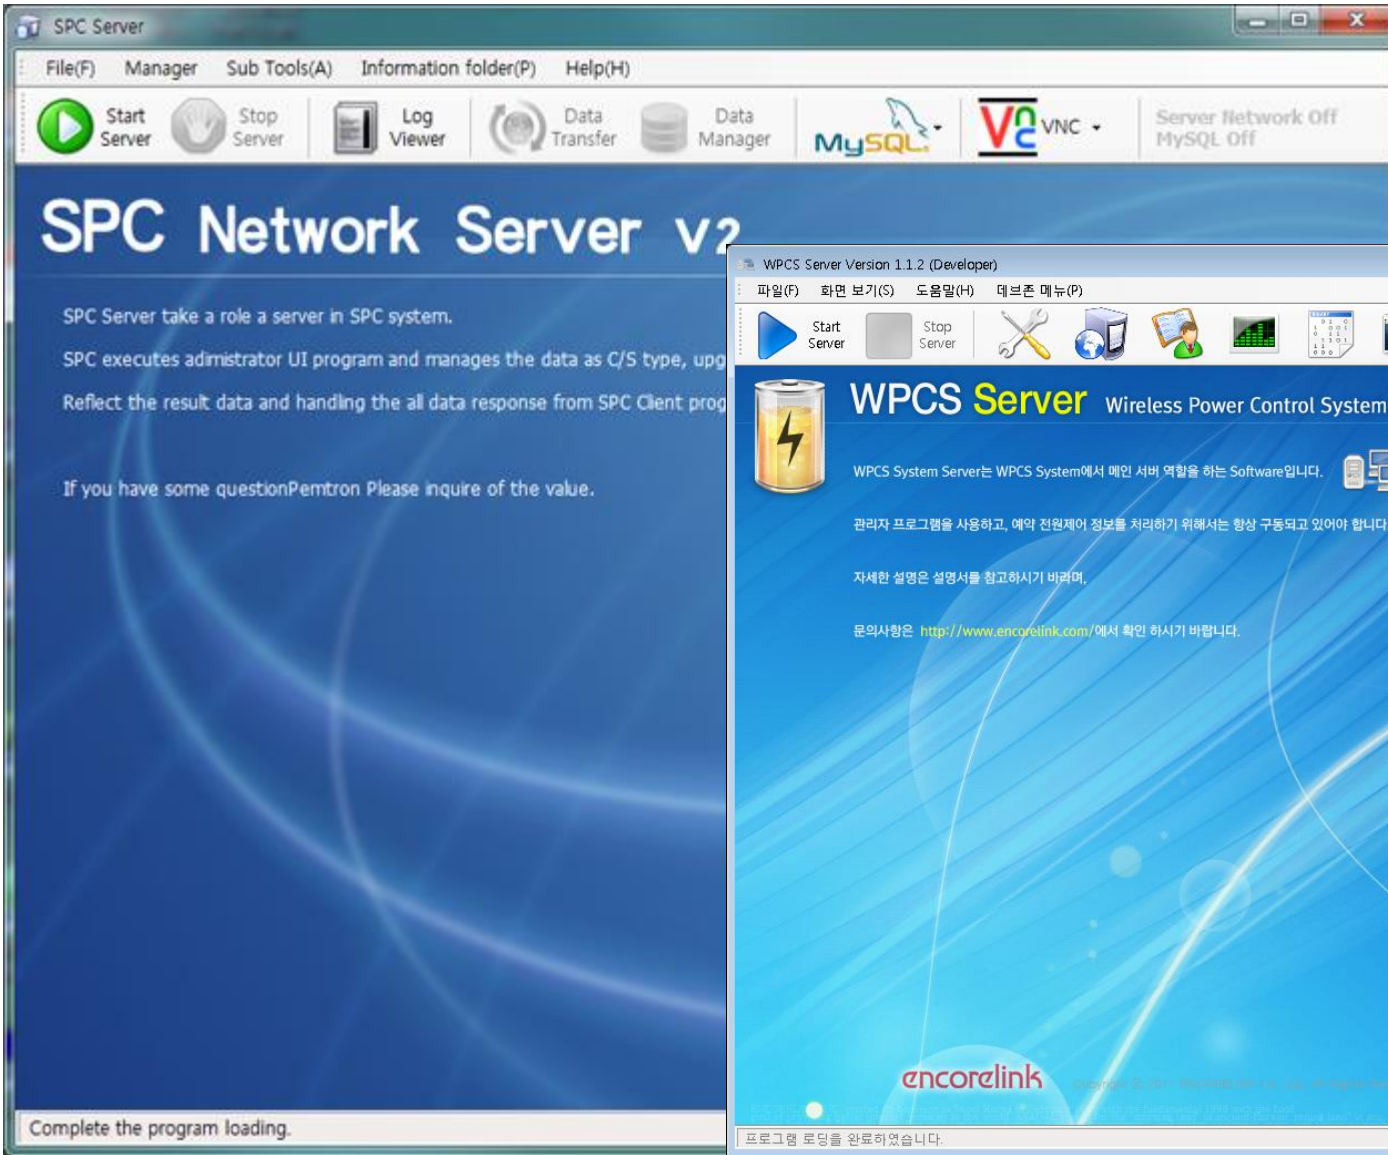 SPC Server
File(F) Manager Sub Tools(A) Information folder(P) Help(H)
Start Server
Stop Server
Log Viewer
Data Transfer
Data Manager
MySQL
VNC VNC
Server Network Off
MySQL Off
SPC Network Server v2
SPC Server take a role a server in SPC system.
SPC executes adimistrator UI program and manages the data as C/S type, upg
Reflect the result data and handling the all data response from SPC Client prog
If you have some questionPemtron Please inquire of the value.
Complete the program loading.
WPCS Server Version 1.1.2 (Developer)
파일(F) 화면 보기(S) 도움말(H) 데브존 메뉴(P)
Start Server
Stop Server
WPCS Server Wireless Power Control System
WPCS System Server는 WPCS System에서 메인 서버 역할을 하는 Software입니다.
관리자 프로그램을 사용하고, 예약 전원제어 정보를 처리하기 위해서는 항상 구동되고 있어야 합니다
자세한 설명은 설명서를 참고하시기 바라며,
문의사항은 http://www.encorelink.com/에서 확인 하시기 바랍니다.
encorelink
프로그램 로딩을 완료하였습니다.